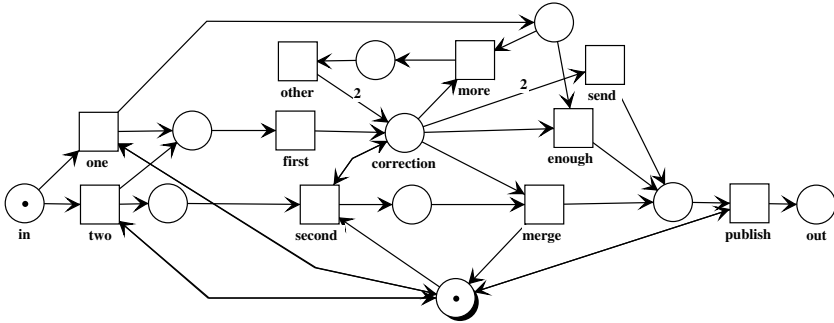 other
2
more
2
send
one
first
correction
enough
in
two
second
merge
publish
out